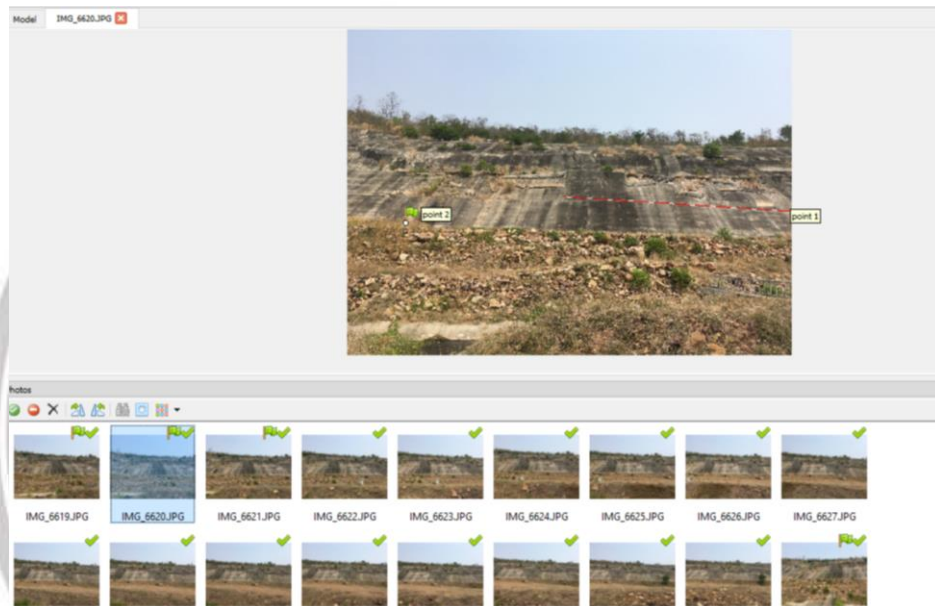 Model IMG_6620.JPG
point 2
point 1
hotos
IMG_6619.JPG IMG_6620.JPG IMG_6621.JPG IMG_6622.JPG IMG_6623.JPG IMG_6624.JPG IMG_6625.JPG IMG_6626.JPG IMG_6627.JPG